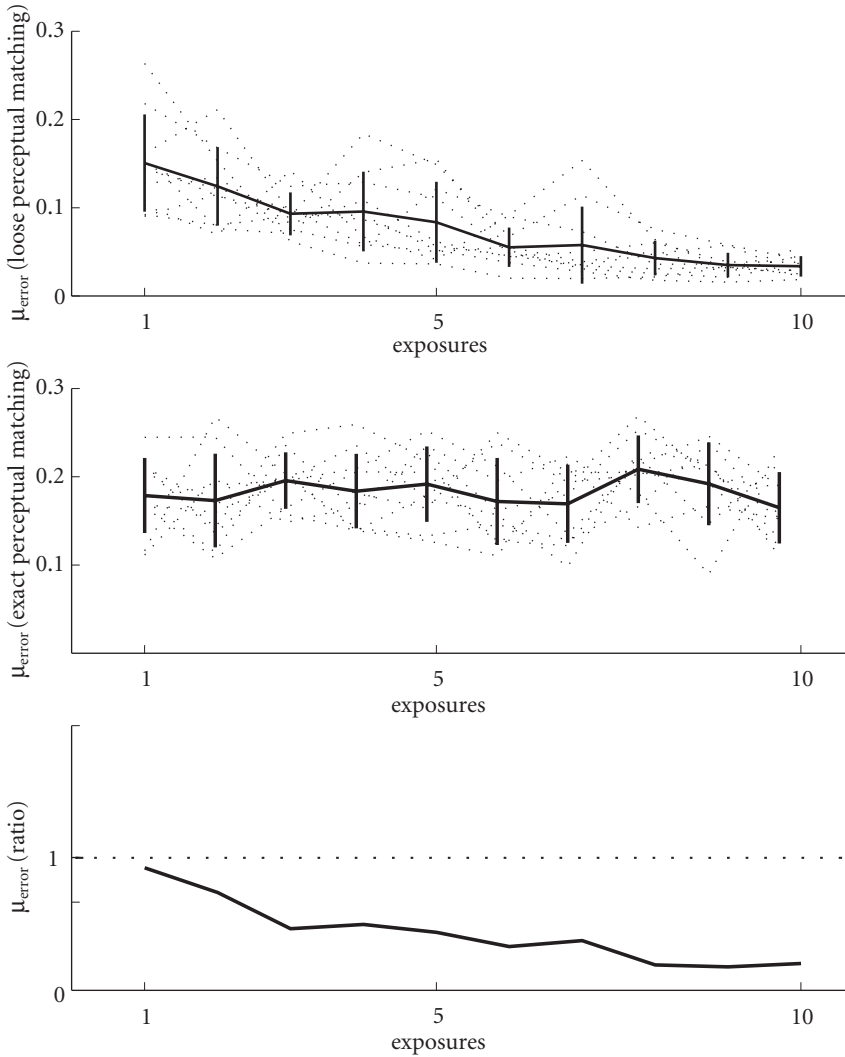 0.3
0.2
0.1
0
μerror (loose perceptual matching)
1 5 10
exposures
0.3
0.2
0.1
μerror (exact perceptual matching)
1 5 10
exposures
1
0
μerror (ratio)
1 5 10
exposures